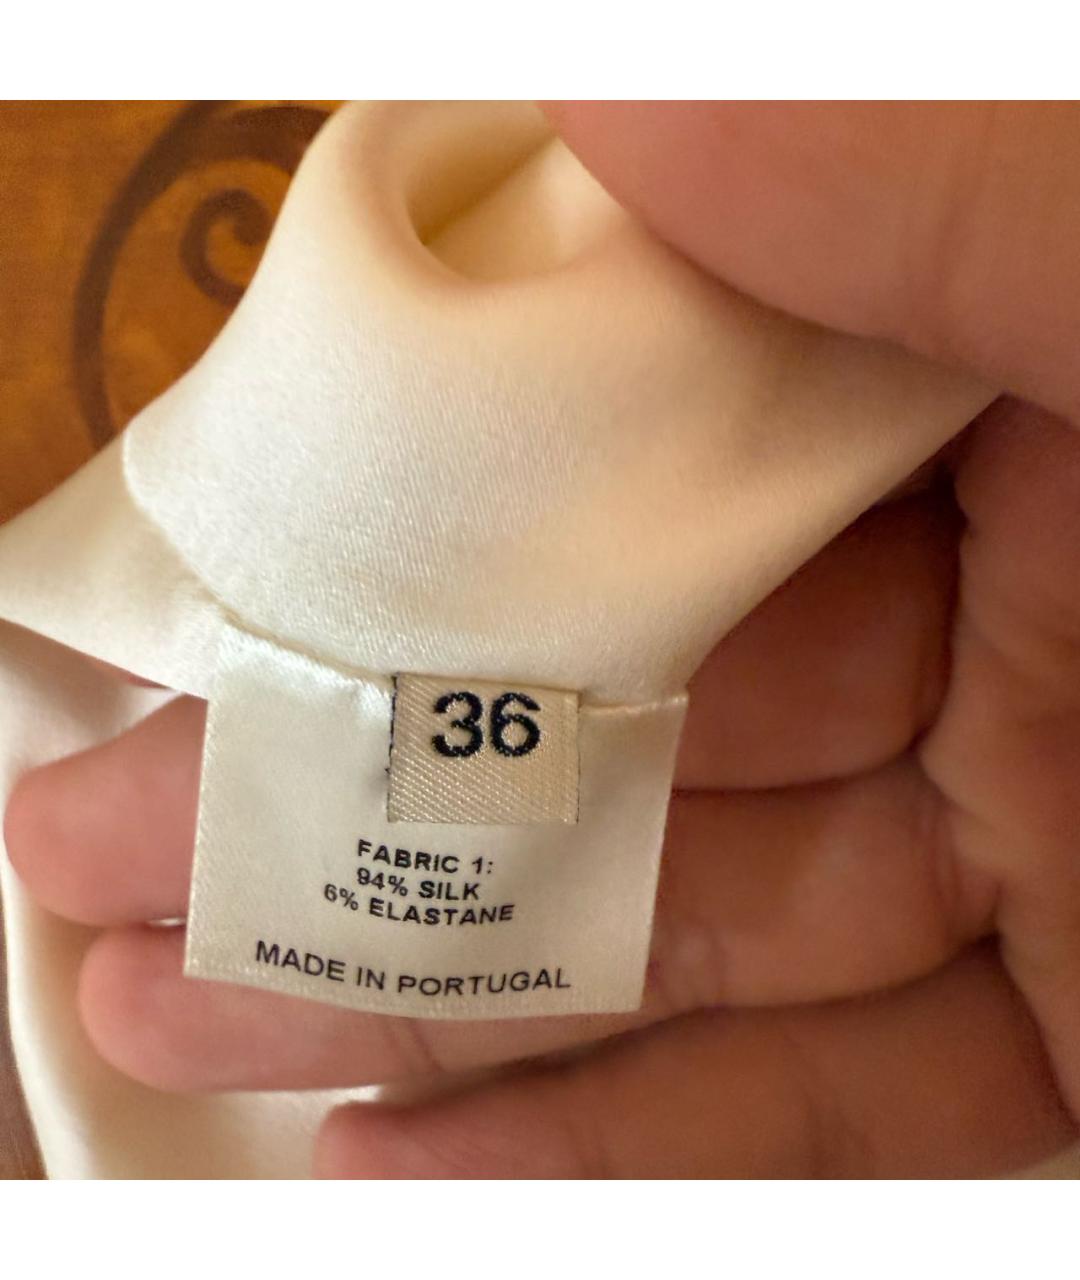 36
FABRIC 1:
94% SILK
6% ELASTANE
MADE IN PORTUGAL